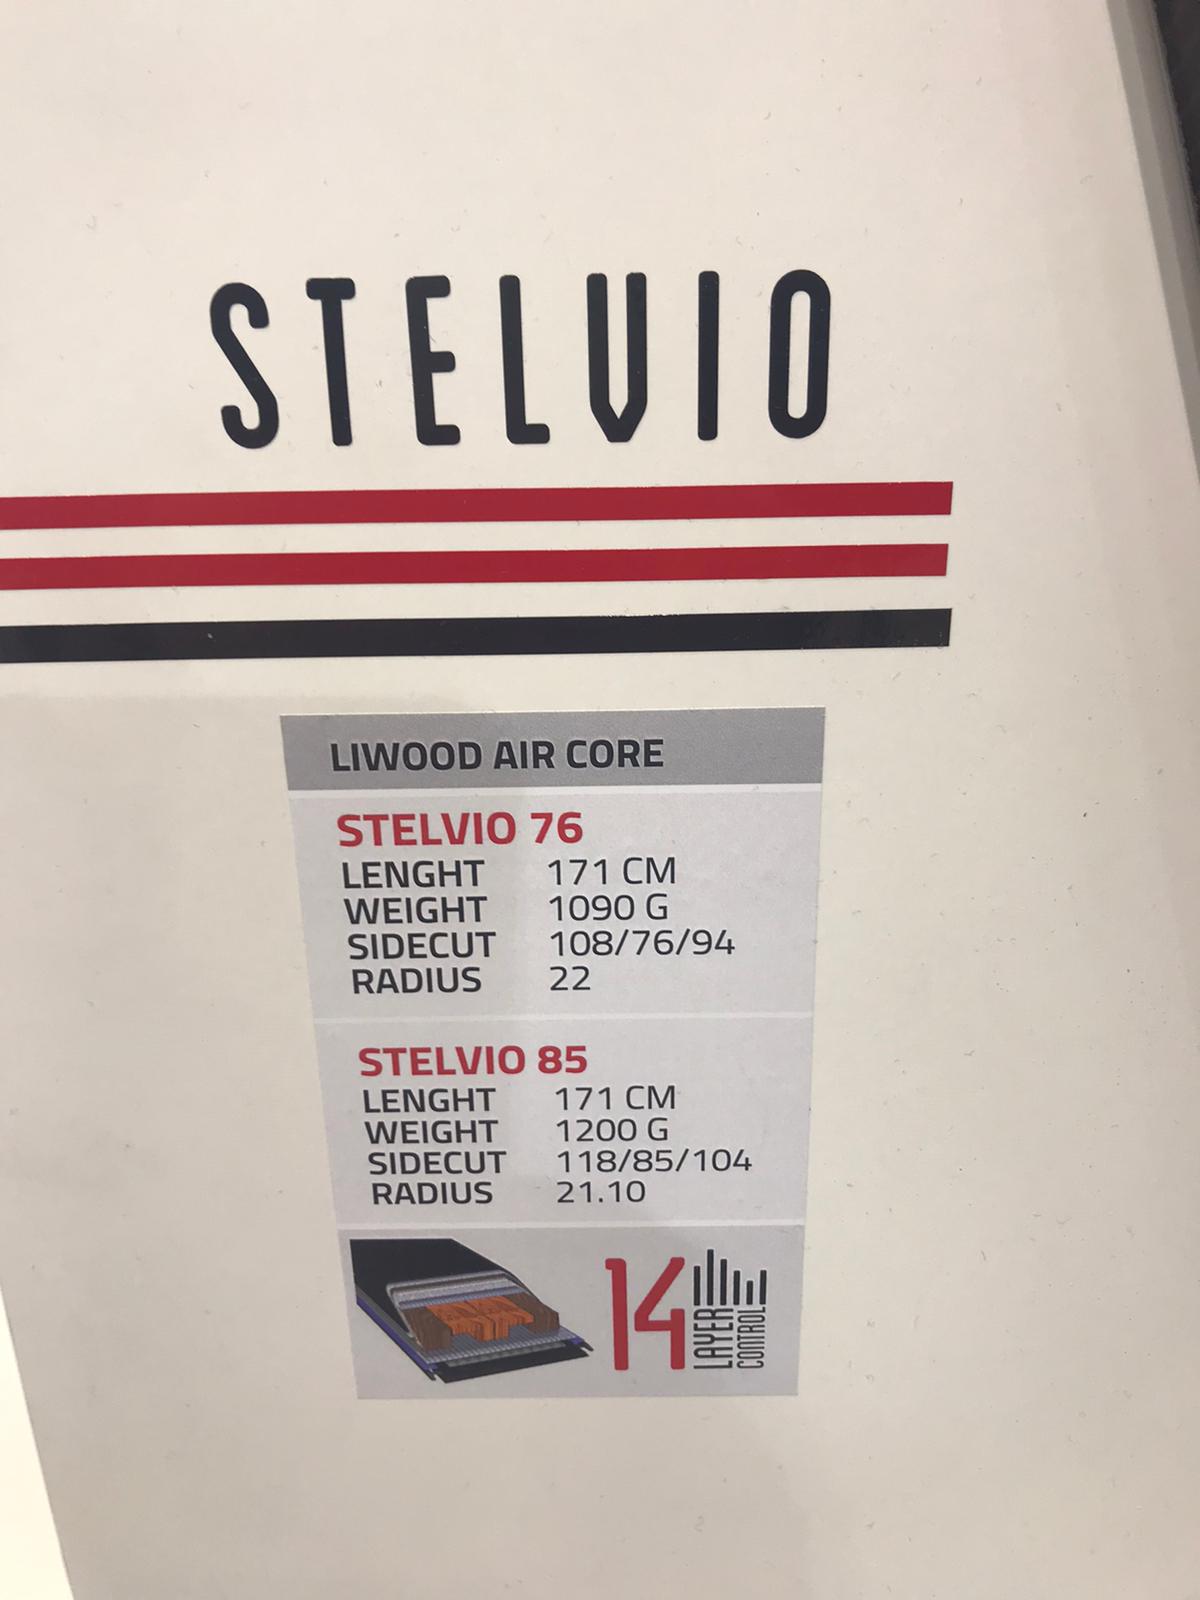 STELVIO
LIWOOD AIR CORE
STELVIO 76
LENGHT 171 CM
WEIGHT 1090 G
SIDECUT 108/76/94
RADIUS 22
STELVIO 85
LENGHT 171 CM
WEIGHT 1200 G
SIDECUT 118/85/104
RADIUS 21.10
14 LAYER
CONTROL